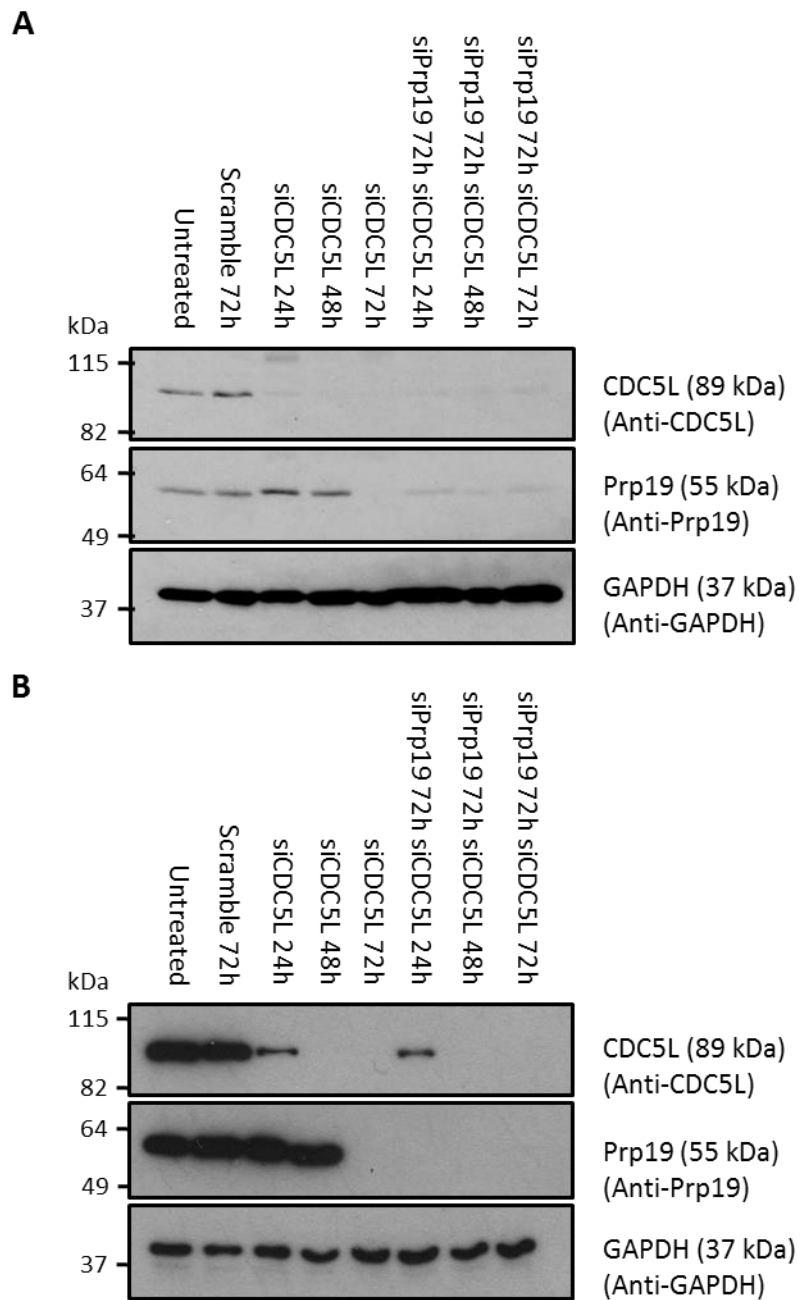 A
Untreated
Scramble 72h
siCDC5L 24h
siCDC5L 48h
siCDC5L 72h
siPrp19 72h siCDC5L 24h
siPrp19 72h siCDC5L 48h
siPrp19 72h siCDC5L 72h
kDa
115
82
CDC5L (89 kDa)
(Anti-CDC5L)
64
49
Prp19 (55 kDa)
(Anti-Prp19)
37
GAPDH (37 kDa)
(Anti-GAPDH)
B
Untreated
Scramble 72h
siCDC5L 24h
siCDC5L 48h
siCDC5L 72h
siPrp19 72h siCDC5L 24h
siPrp19 72h siCDC5L 48h
siPrp19 72h siCDC5L 72h
kDa
115
82
CDC5L (89 kDa)
(Anti-CDC5L)
64
49
Prp19 (55 kDa)
(Anti-Prp19)
37
GAPDH (37 kDa)
(Anti-GAPDH)